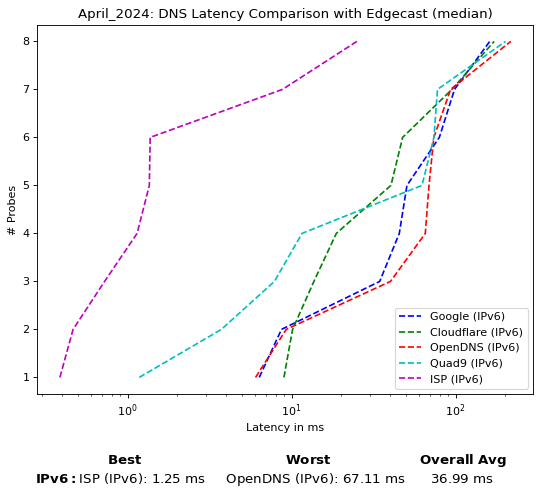 April_2024: DNS Latency Comparison with Edgecast (median)
8
7
6
5
4
3
2
1
# Probes
Google (IPv6)
Cloudflare (IPv6)
OpenDNS (IPv6)
Quad9 (IPv6)
ISP (IPv6)
10⁰ 10¹ 10²
Latency in ms
Best Worst Overall Avg
IPv6: ISP (IPv6): 1.25 ms OpenDNS (IPv6): 67.11 ms 36.99 ms